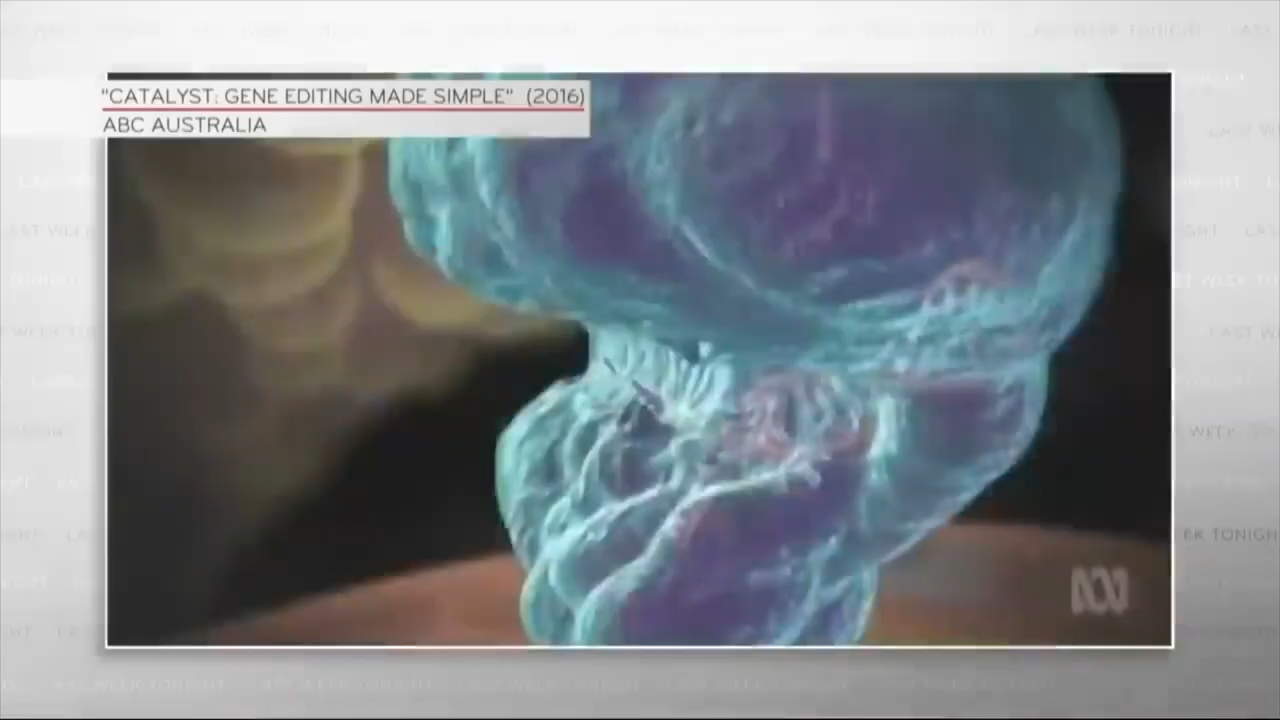 "CATALYST: GENE EDITING MADE SIMPLE" (2016)
ABC AUSTRALIA